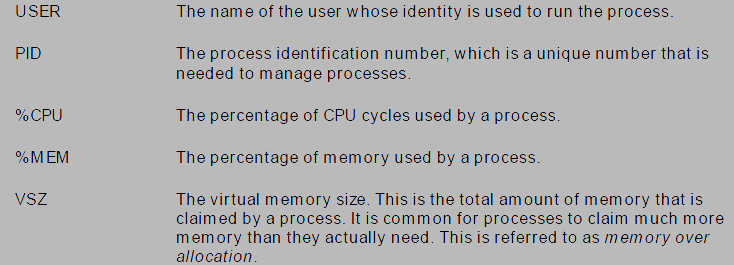 USER The name of the user whose identity is used to run the process.
PID The process identification number, which is a unique number that is
needed to manage processes.
%CPU The percentage of CPU cycles used by a process.
%MEM The percentage of memory used by a process.
VSZ The virtual memory size. This is the total amount of memory that is
claimed by a process. It is common for processes to claim much more
memory than they actually need. This is referred to as memory over
allocation.